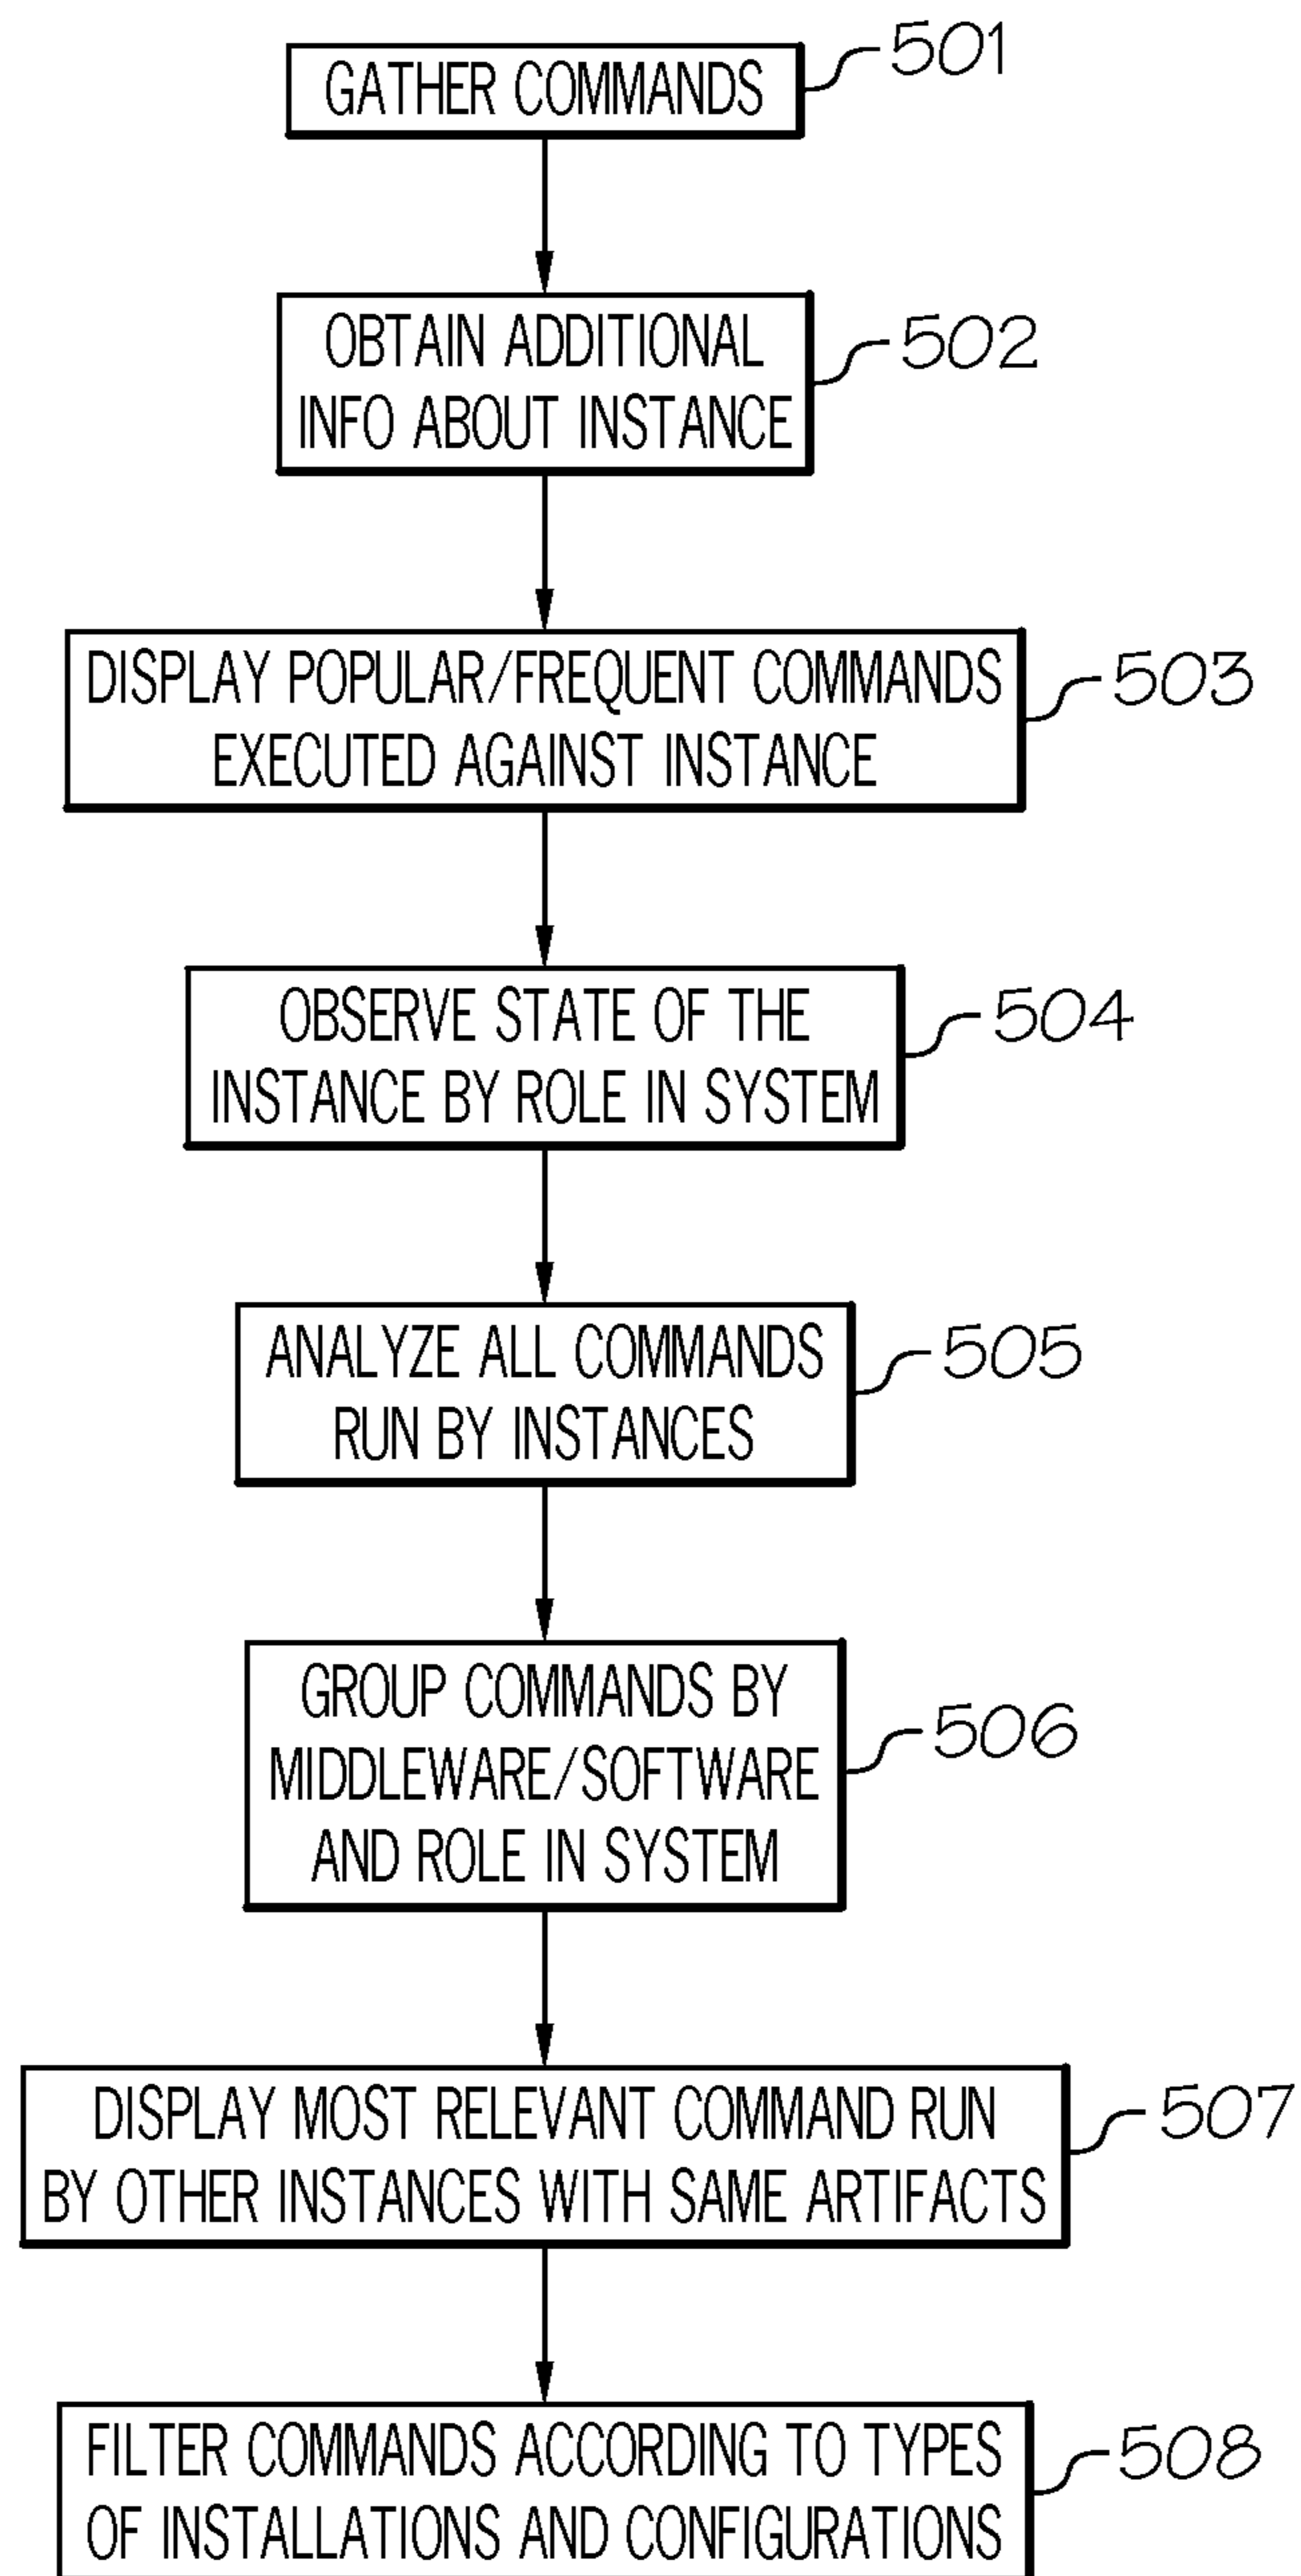 GATHER COMMANDS
501
OBTAIN ADDITIONAL
INFO ABOUT INSTANCE
502
DISPLAY POPULAR/FREQUENT COMMANDS
EXECUTED AGAINST INSTANCE
503
OBSERVE STATE OF THE
INSTANCE BY ROLE IN SYSTEM
504
ANALYZE ALL COMMANDS
RUN BY INSTANCES
505
GROUP COMMANDS BY
MIDDLEWARE/SOFTWARE
AND ROLE IN SYSTEM
506
DISPLAY MOST RELEVANT COMMAND RUN
BY OTHER INSTANCES WITH SAME ARTIFACTS
507
FILTER COMMANDS ACCORDING TO TYPES
OF INSTALLATIONS AND CONFIGURATIONS
508